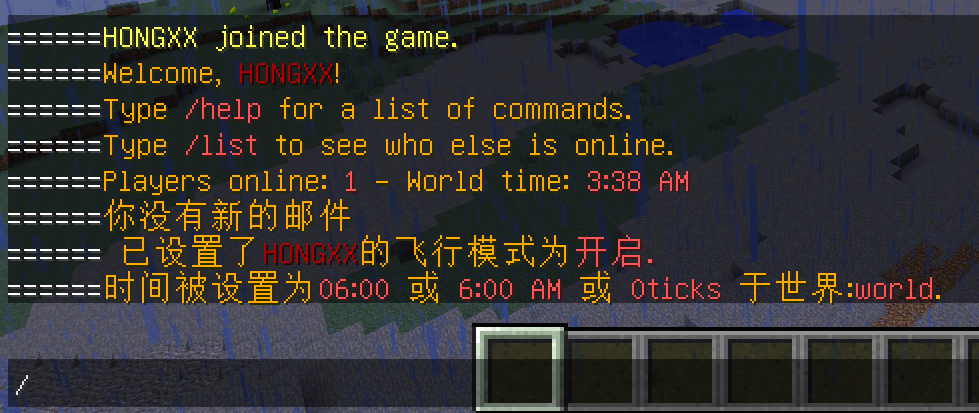 ======HONGXX joined the game.
======Welcome, HONGXX!
======Type /help for a list of commands.
======Type /list to see who else is online.
======Players online: 1 - World time: 3:38 AM
======你没有新的邮件
====== 已设置了HONGXX的飞行模式为开启.
======时间被设置为06:00 或 6:00 AM 或 0ticks 于世界:world.
/